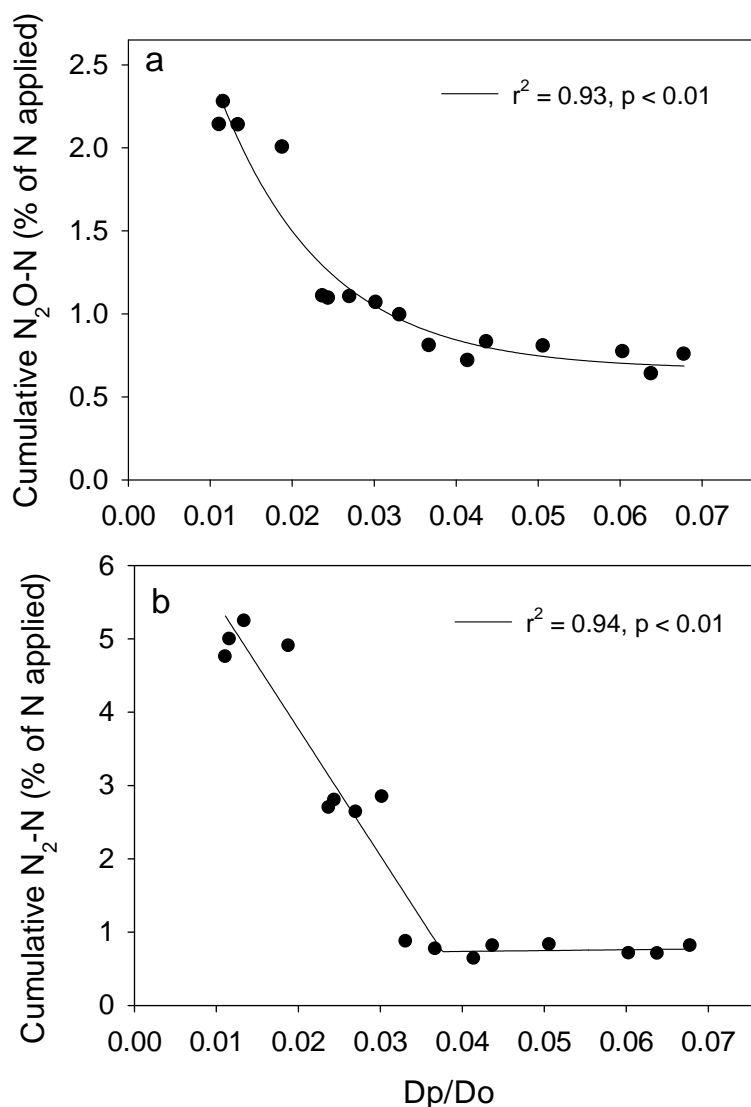 a
r² = 0.93, p < 0.01
Cumulative N₂O-N (% of N applied)
2.5
2.0
1.5
1.0
0.5
0.0
0.00 0.01 0.02 0.03 0.04 0.05 0.06 0.07
b
r² = 0.94, p < 0.01
Cumulative N₂-N (% of N applied)
6
5
4
3
2
1
0
0.00 0.01 0.02 0.03 0.04 0.05 0.06 0.07
Dp/Do